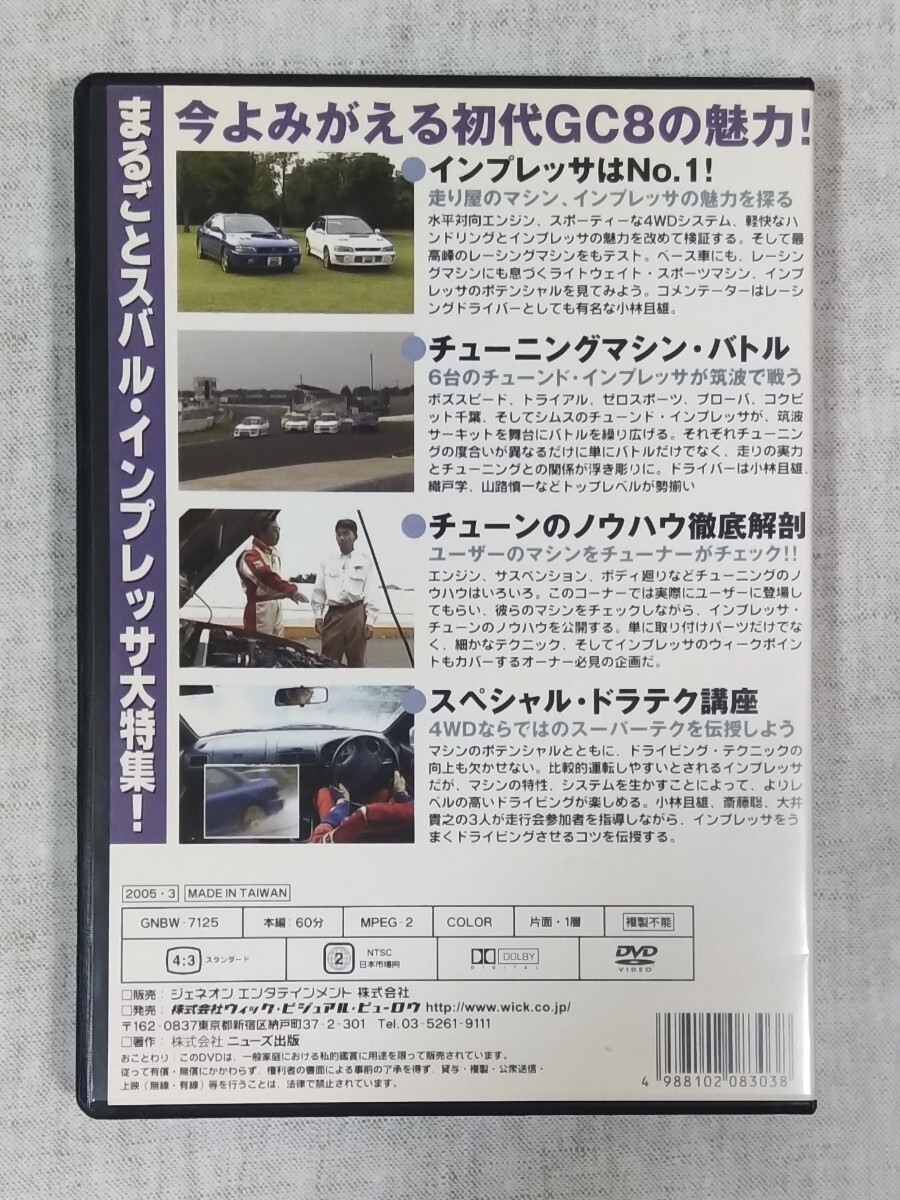 まるごとスバル・インプレッサ大特集!
今よみがえる初代GC8の魅力!
インプレッサはNo.1!
走り屋のマシン、インプレッサの魅力を探る
水平対向エンジン、スポーティーな4WDシステム、軽快なハ
ンドリングとインプレッサの魅力を改めて検証する。そして最
高峰のレーシングマシンをもテスト。ベース車にも、レーシン
グマシンにも息づくライトウェイト・スポーツマシン、インプ
レッサのポテンシャルを見てみよう。コメンテーターはレーシ
ングドライバーとしても有名な小林且雄。
チューニングマシン・バトル
6台のチューンド・インプレッサが筑波で戦う
ボズスピード、トライアル、ゼロスポーツ、プローバ、コクピ
ット千葉、そしてシムスのチューンド・インプレッサが、筑波
サーキットを舞台にバトルを繰り広げる。それぞれチューニン
グの度合いが異なるだけに単にバトルだけでなく、走りの実力
とチューニングとの関係が浮き彫りに。ドライバーは小林且雄、
織戸学、山路慎一などトップレベルが勢揃い
チューンのノウハウ徹底解剖
ユーザーのマシンをチューナーがチェック!!
エンジン、サスペンション、ボディ廻りなどチューニングのノ
ウハウはいろいろ。このコーナーでは実際にユーザーに登場し
てもらい、彼らのマシンをチェックしながら、インプレッサ・
チューンのノウハウを公開する。単に取り付けパーツだけでな
く、細かなテクニック、そしてインプレッサのウィークポイン
トもカバーするオーナー必見の企画だ。
スペシャル・ドラテク講座
4WDならではのスーパーテクを伝授しよう
マシンのポテンシャルとともに、ドライビング・テクニックの
向上も欠かせない。比較的運転しやすいとされるインプレッサ
だが、マシンの特性、システムを生かすことによって、よりレ
ベルの高いドライビングが楽しめる。小林且雄、斎藤聡、大井
貴之の3人が走行会参加者を指導しながら、インプレッサをう
まくドライビングさせるコツを伝授する。
2005・3 MADE IN TAIWAN
GNBW-7125 本編:60分 MPEG-2 COLOR 片面・1層 複製不能
4:3 スタンダード 2 NTSC 日本市場向 DOLBY DIGITAL DVD VIDEO
□販売:ジェネオン エンタテインメント 株式会社
□発売:株式会社ウィック・ビジュアル・ビューロウ http://www.wick.co.jp/
〒162-0837東京都新宿区納戸町37-2-301 Tel.03-5261-9111
□著作:株式会社 ニューズ出版
おことわり:このDVDは、一般家庭における私的鑑賞に用途を限って販売されています。
従って有償・無償にかかわらず、権利者の書面による事前の了承を得ず、貸与・複製・公衆送信・
上映(無線・有線)等を行うことは、法律で禁止されています。
4 988102 083038